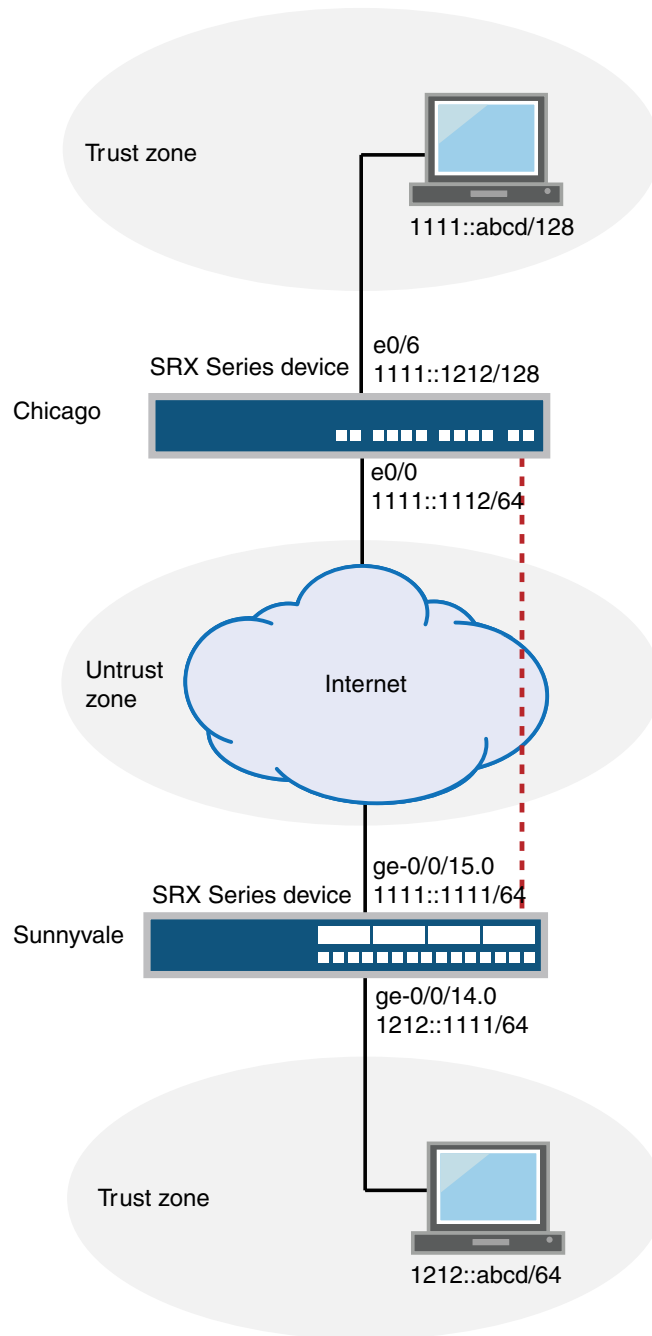 Trust zone
1111::abcd/128
SRX Series device
e0/6
1111::1212/128
Chicago
e0/0
1111::1112/64
Untrust
zone
Internet
ge-0/0/15.0
SRX Series device
1111::1111/64
Sunnyvale
ge-0/0/14.0
1212::1111/64
Trust zone
1212::abcd/64